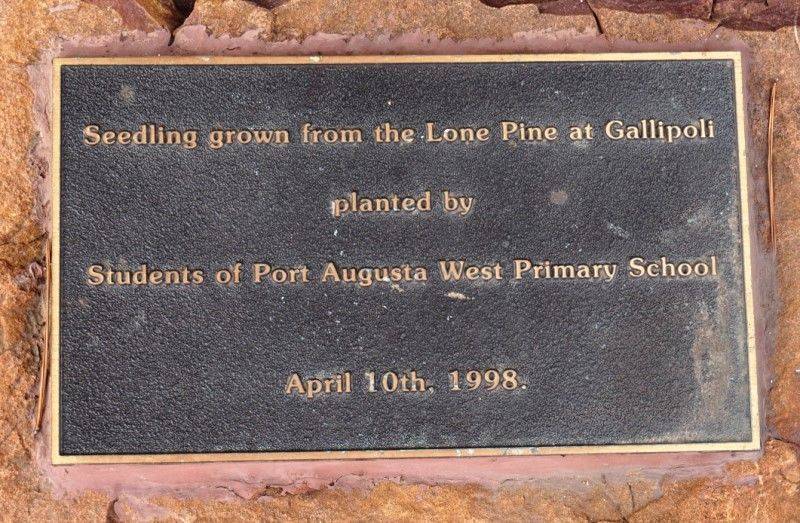 Seedling grown from the Lone Pine at Gallipoli
planted by
Students of Port Augusta West Primary School
April 10th, 1998.